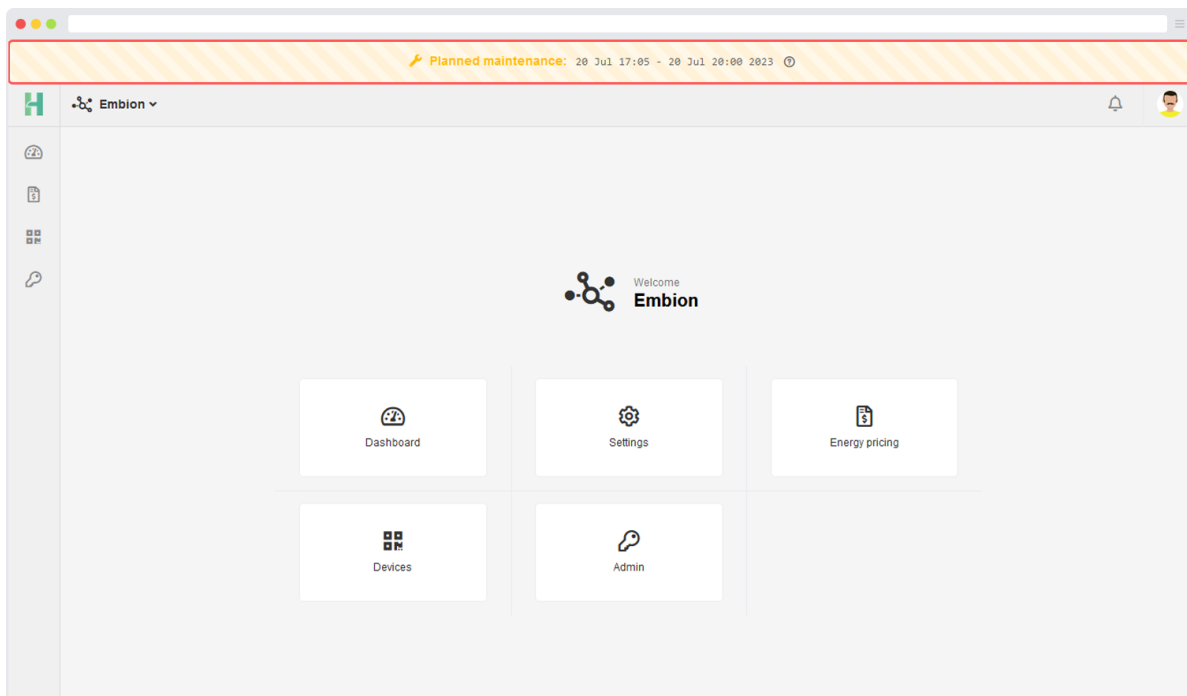 Planned maintenance: 20 Jul 17:05 - 20 Jul 20:00 2023
Embion
Welcome
Embion
Dashboard
Settings
Energy pricing
Devices
Admin